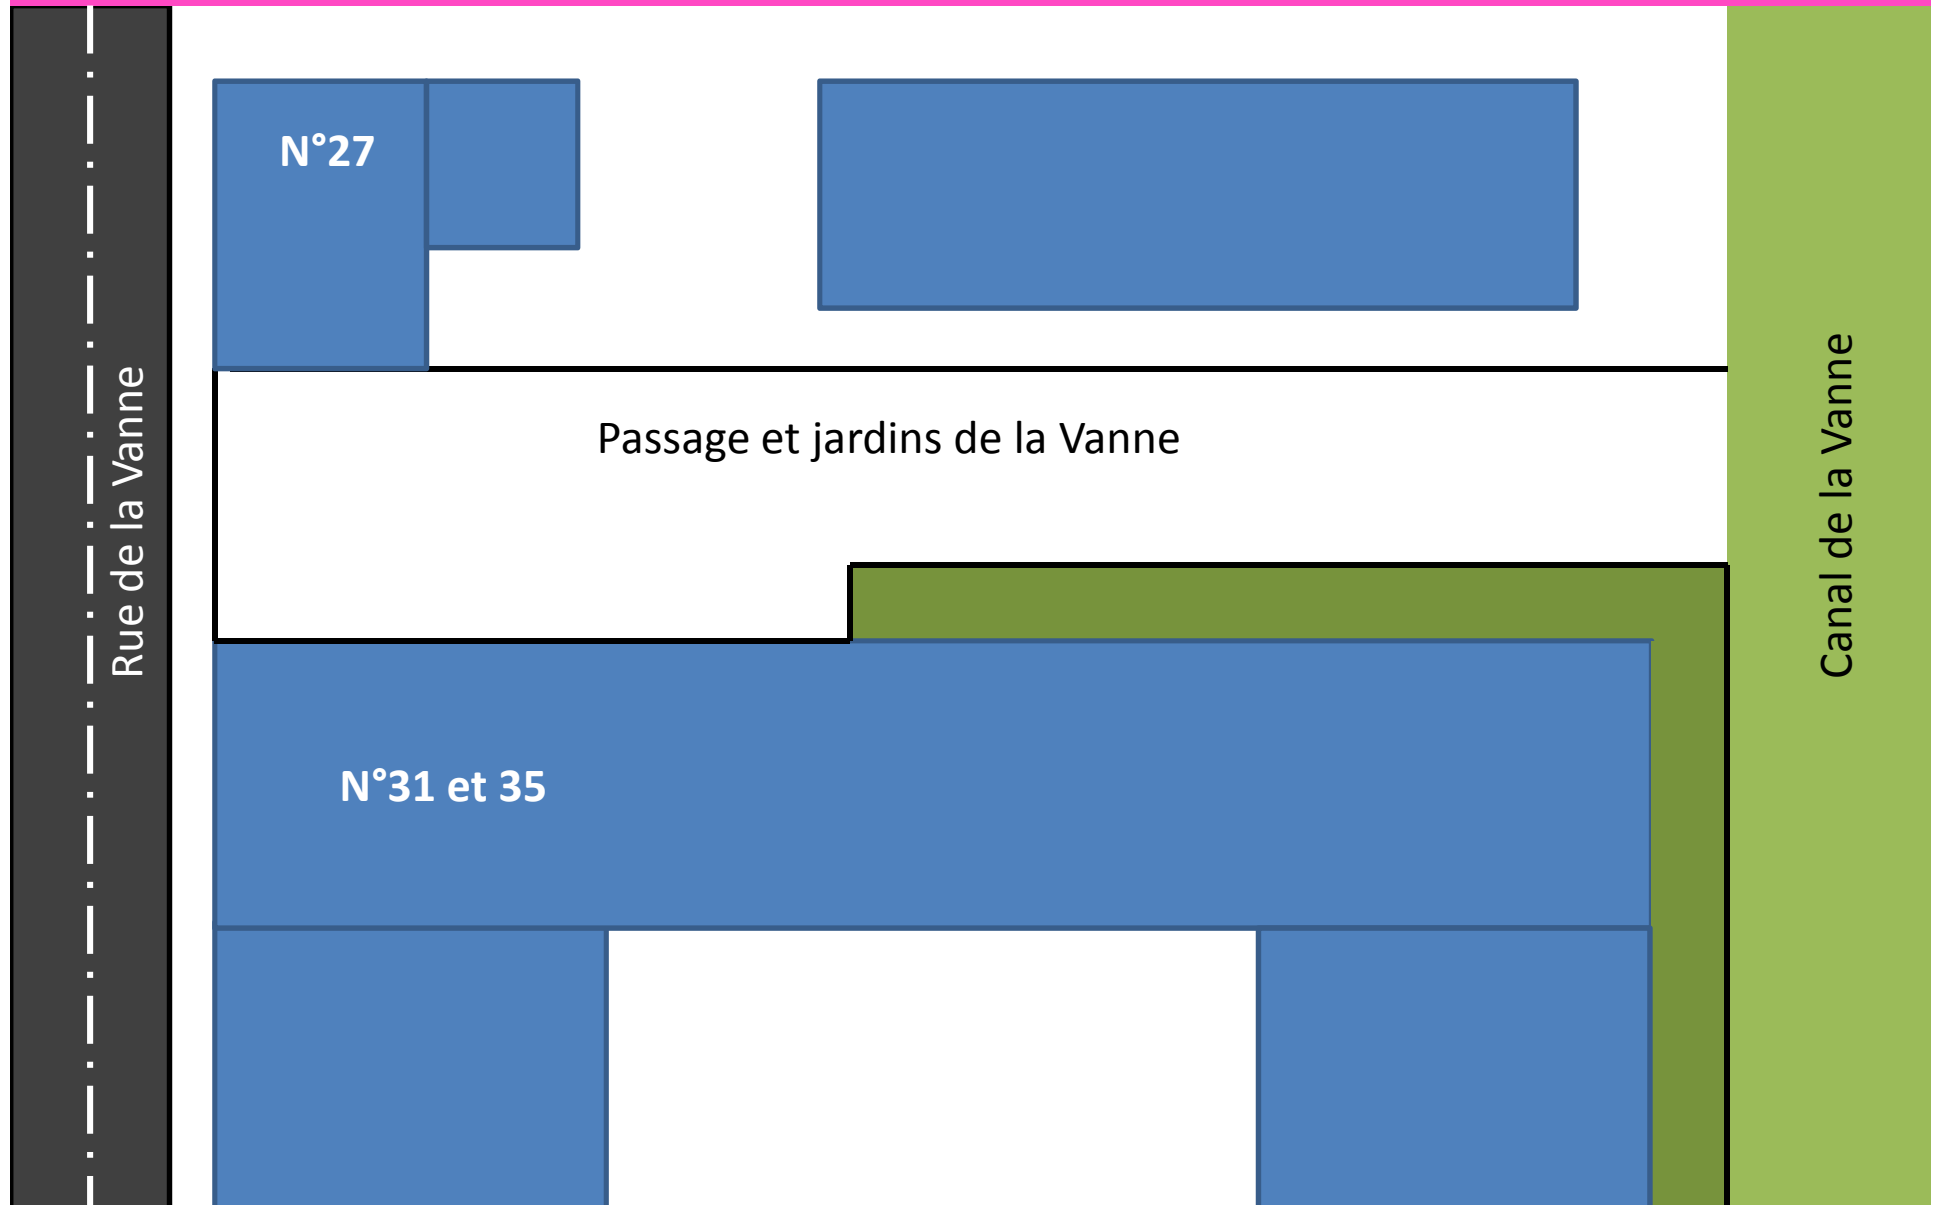 N°27
Rue de la Vanne
Passage et jardins de la Vanne
Canal de la Vanne
N°31 et 35